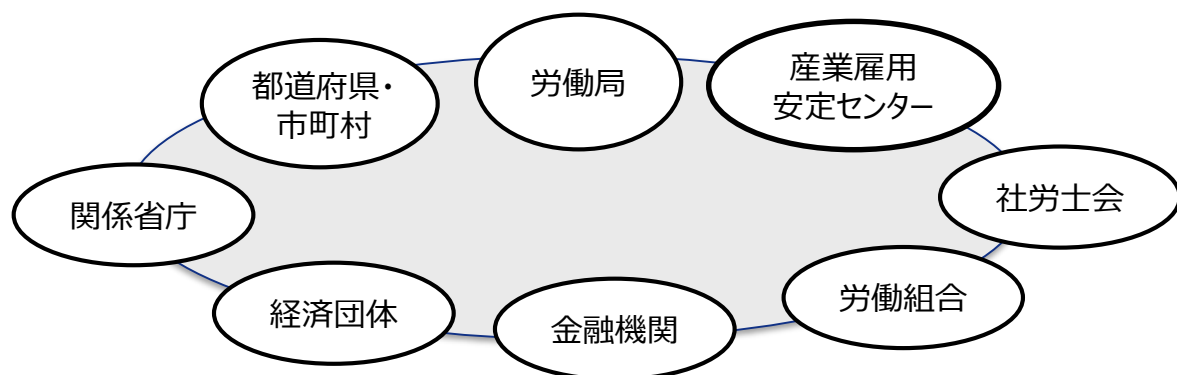 都道府県・
市町村
労働局
産業雇用
安定センター
関係省庁
社労士会
経済団体
金融機関
労働組合